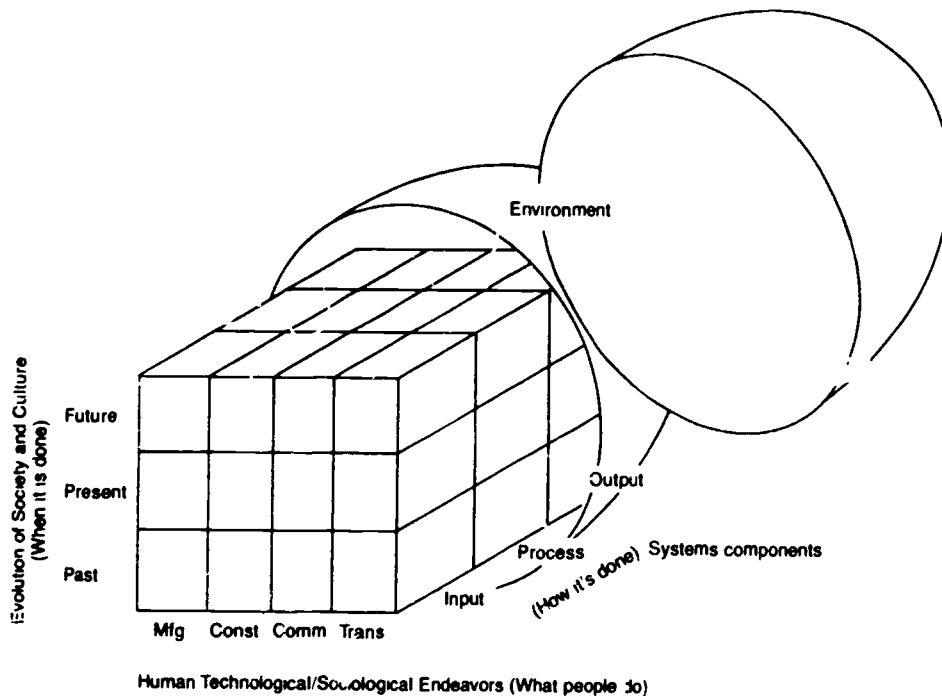 Environment
Evolution of Society and Culture
(When it is done)
Future
Present
Past
Output
Process
Input
(How it's done)
Systems components
Mfg Const Comm Trans
Human Technological/Sociological Endeavors (What people do)